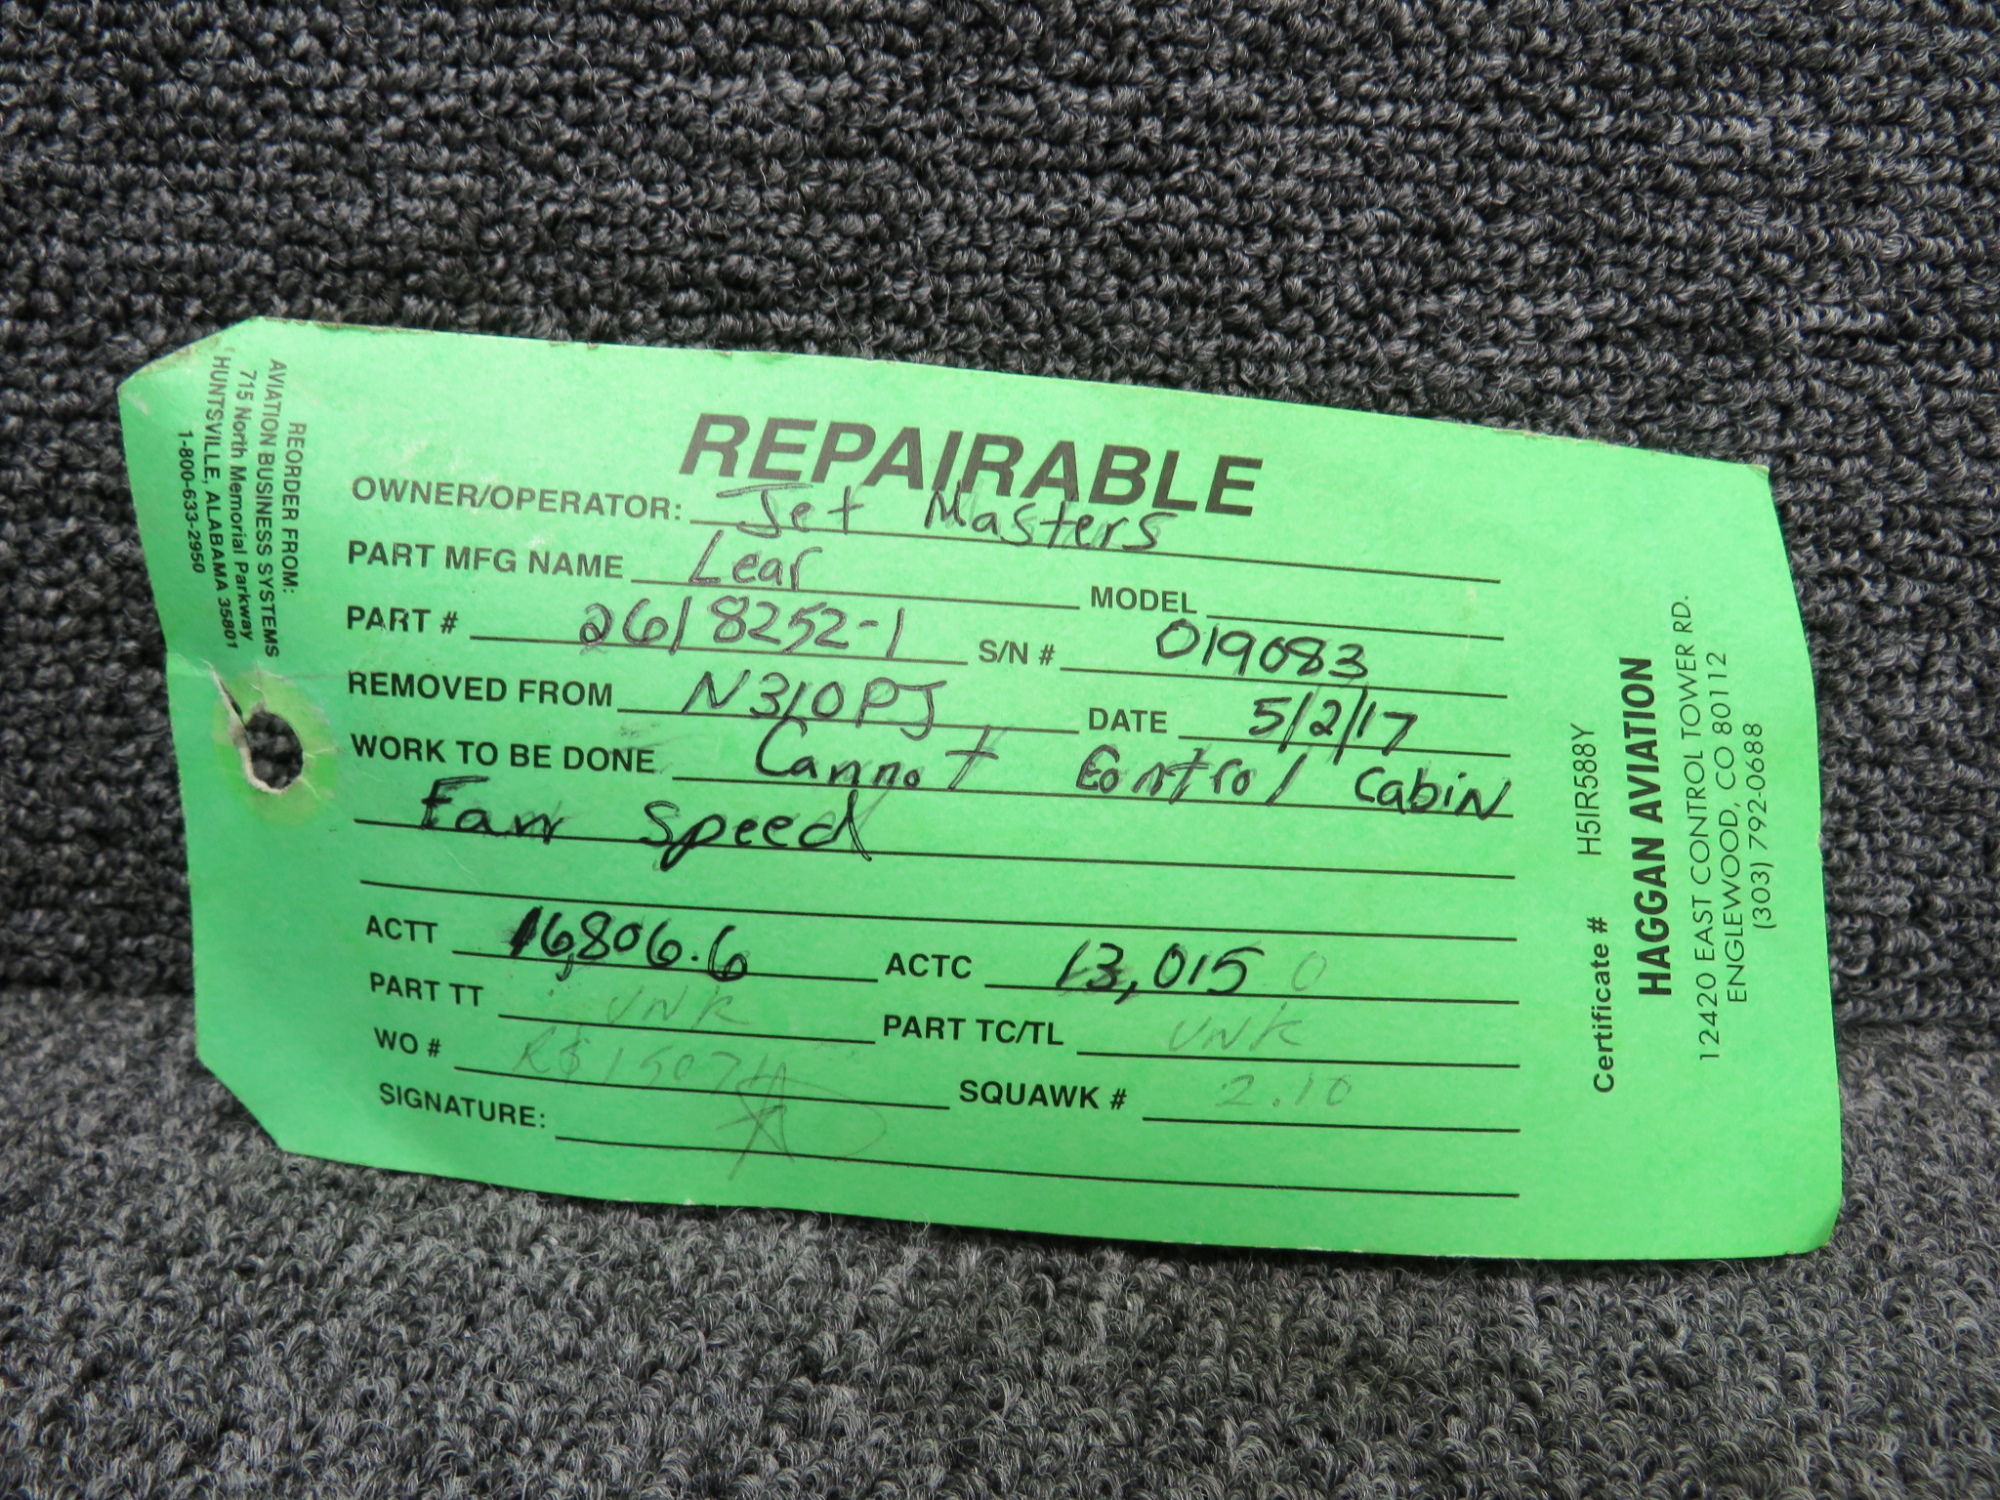 REORDER FROM:
AVIATION BUSINESS SYSTEMS
715 North Memorial Parkway
HUNTSVILLE, ALABAMA 35801
1-800-633-2950
REPAIRABLE
OWNER/OPERATOR: Jet Masters
PART MFG NAME Lear MODEL
PART # 2618252-1 S/N # 019083
REMOVED FROM N310PJ DATE 5/2/17
WORK TO BE DONE Cannot Control Cabin
Fan Speed
ACTT 16,806.6 ACTC 13,015 0
PART TT UNK PART TC/TL UNK
WO # SQUAWK # 2.10
SIGNATURE:
Certificate # H5IR588Y
HAGGAN AVIATION
12420 EAST CONTROL TOWER RD.
ENGLEWOOD, CO 80112
(303) 792-0688